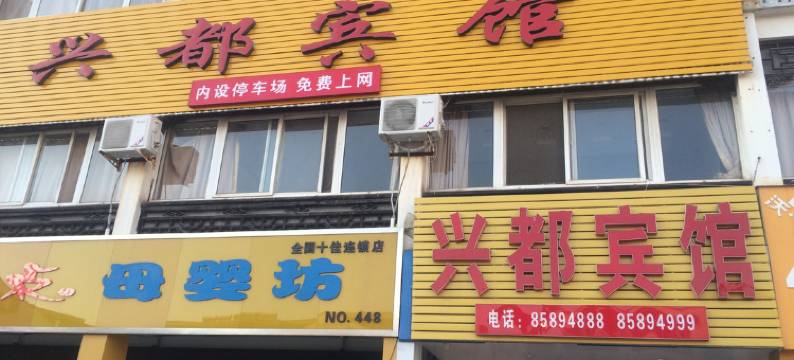 兴都宾馆
内设停车场 免费上网
全国十佳连锁店
母婴坊
NO. 448
兴都宾馆
电话：85894888 85894999